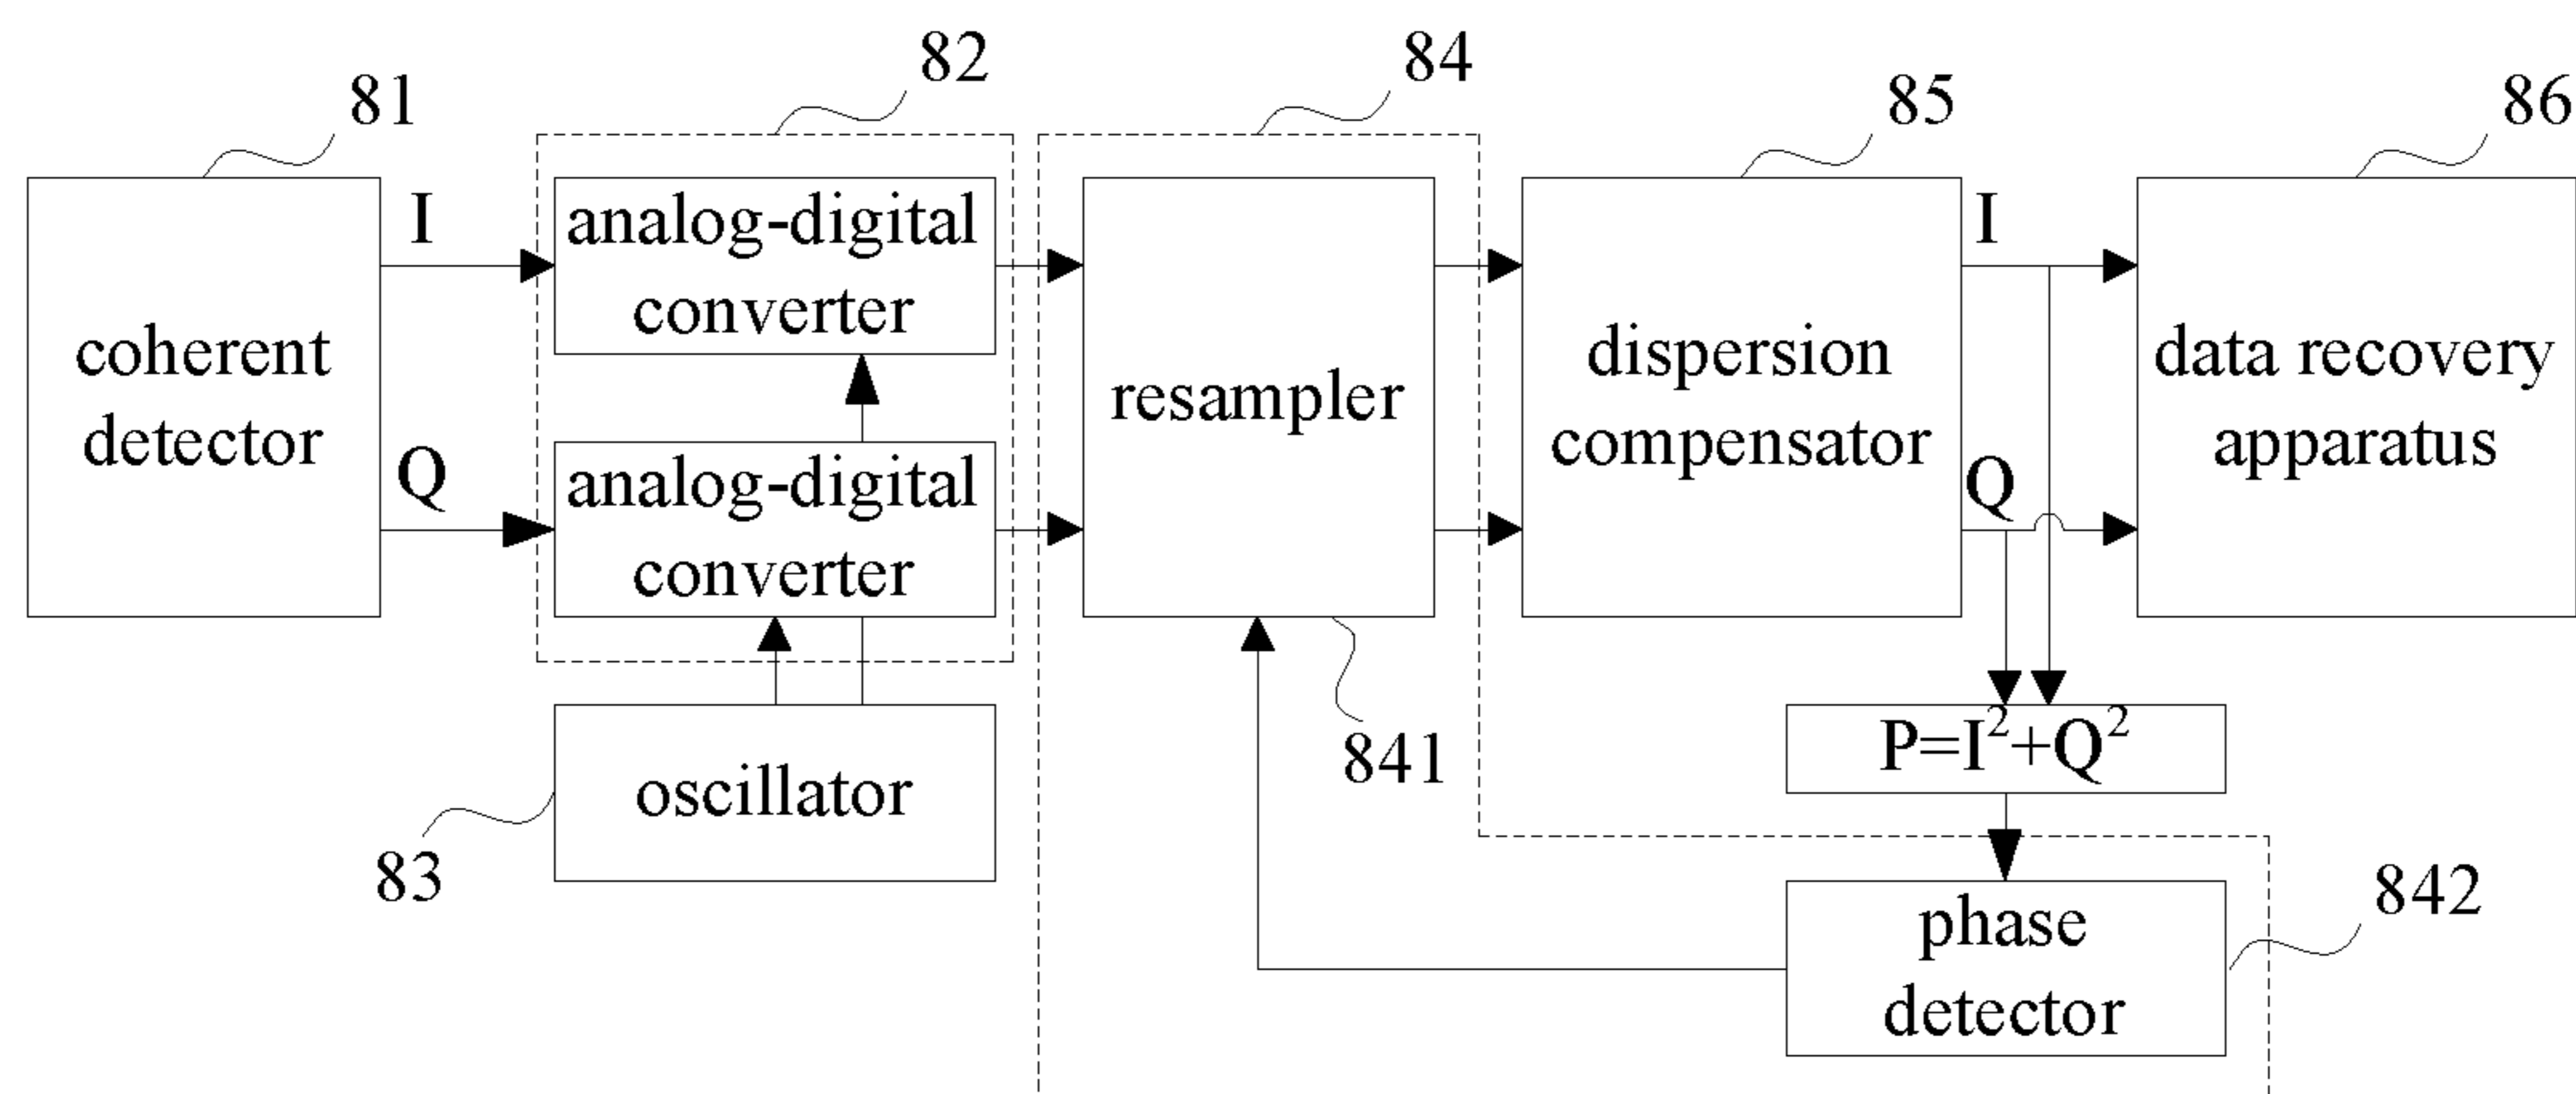 82
84
81
85
86
I
analog-digital
converter
I
coherent
detector
resampler
dispersion
compensator
data recovery
apparatus
Q
analog-digital
converter
Q
oscillator
841
P=I²+Q²
83
phase
detector
842